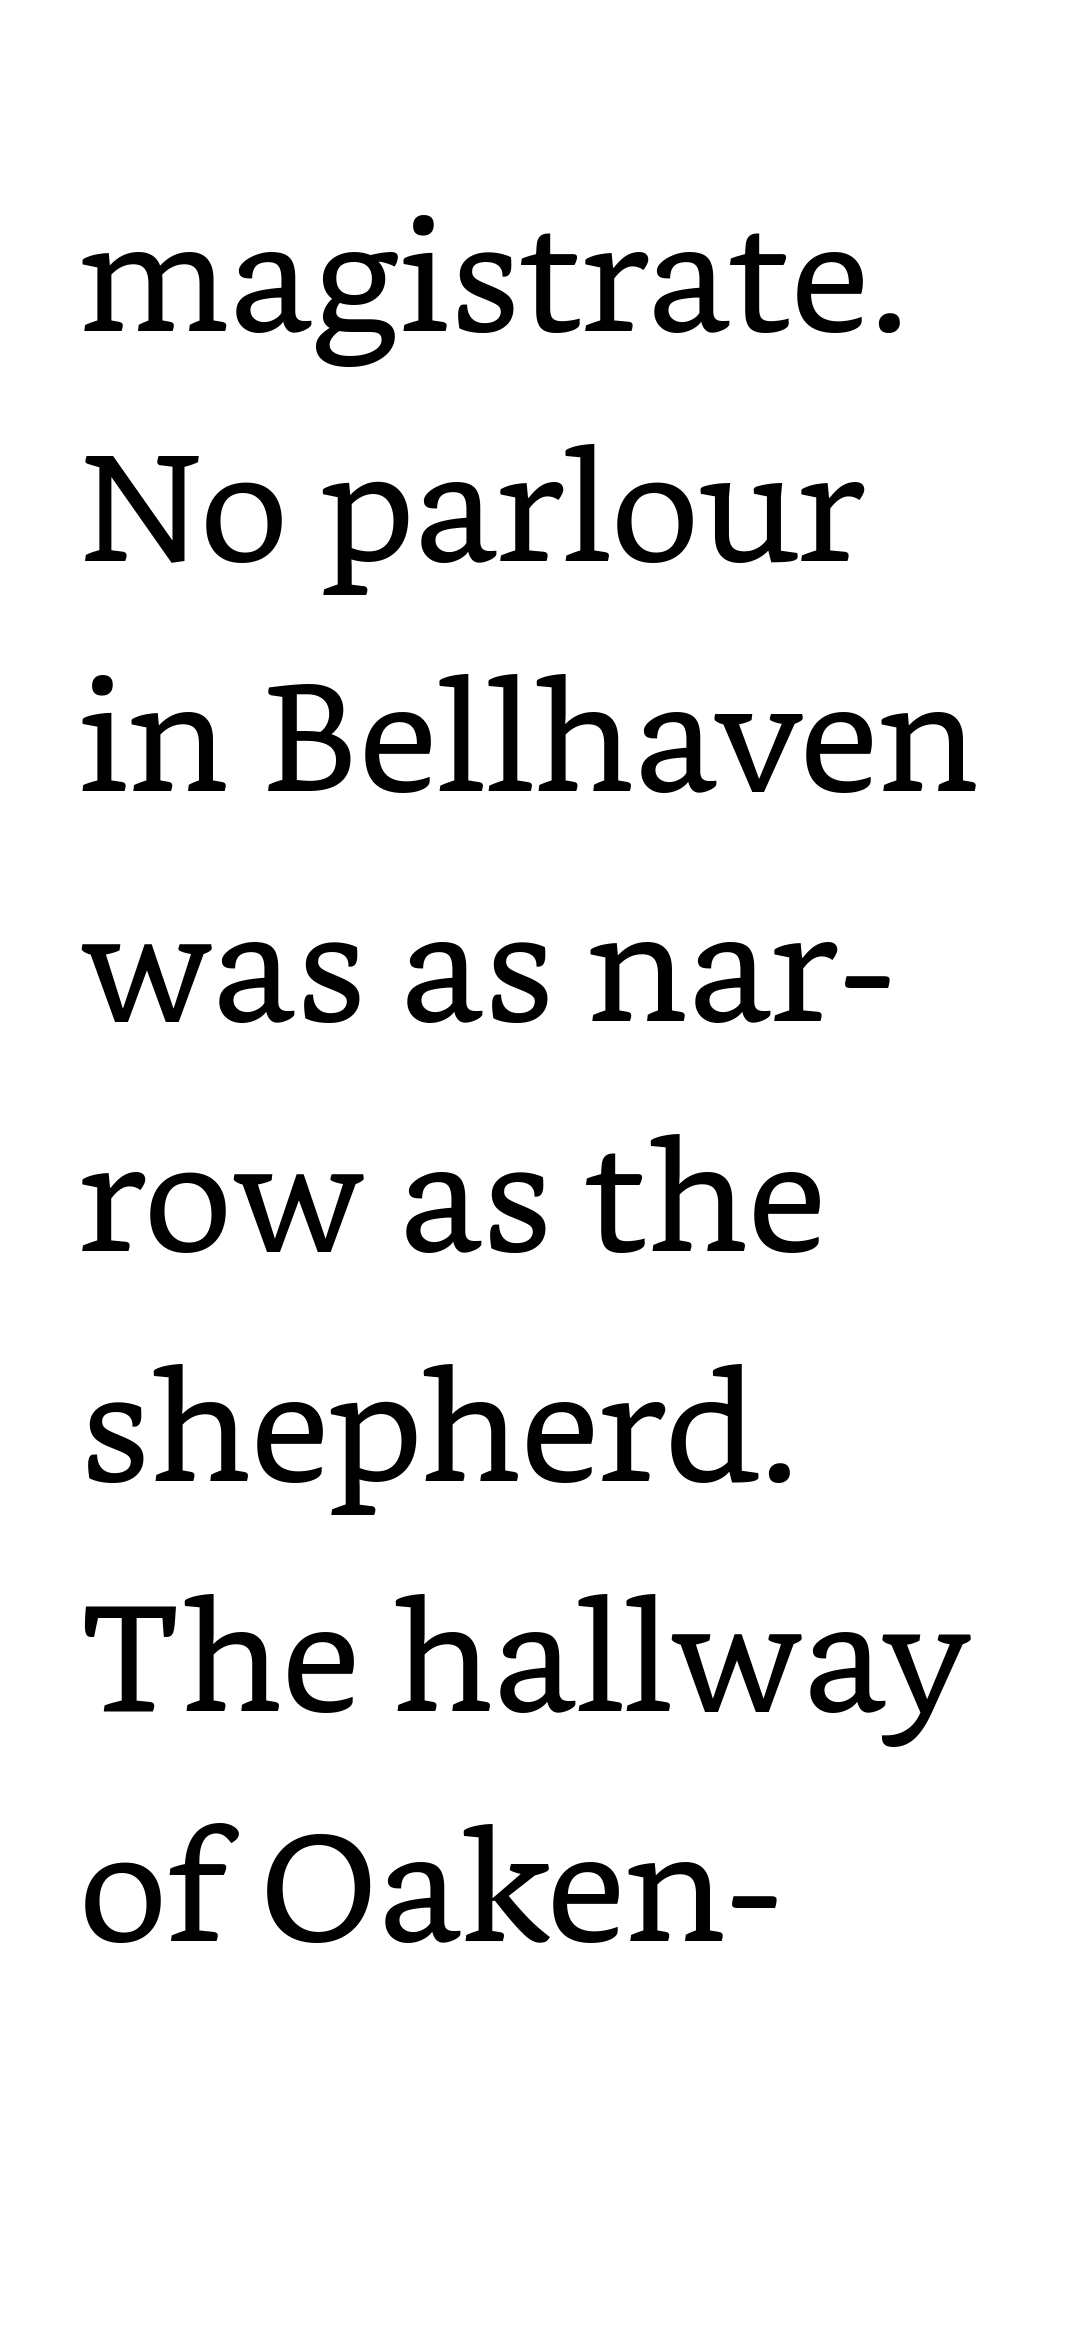 magistrate.
No parlour
in Bellhaven
was as nar-
row as the
shepherd.
The hallway
of Oaken-